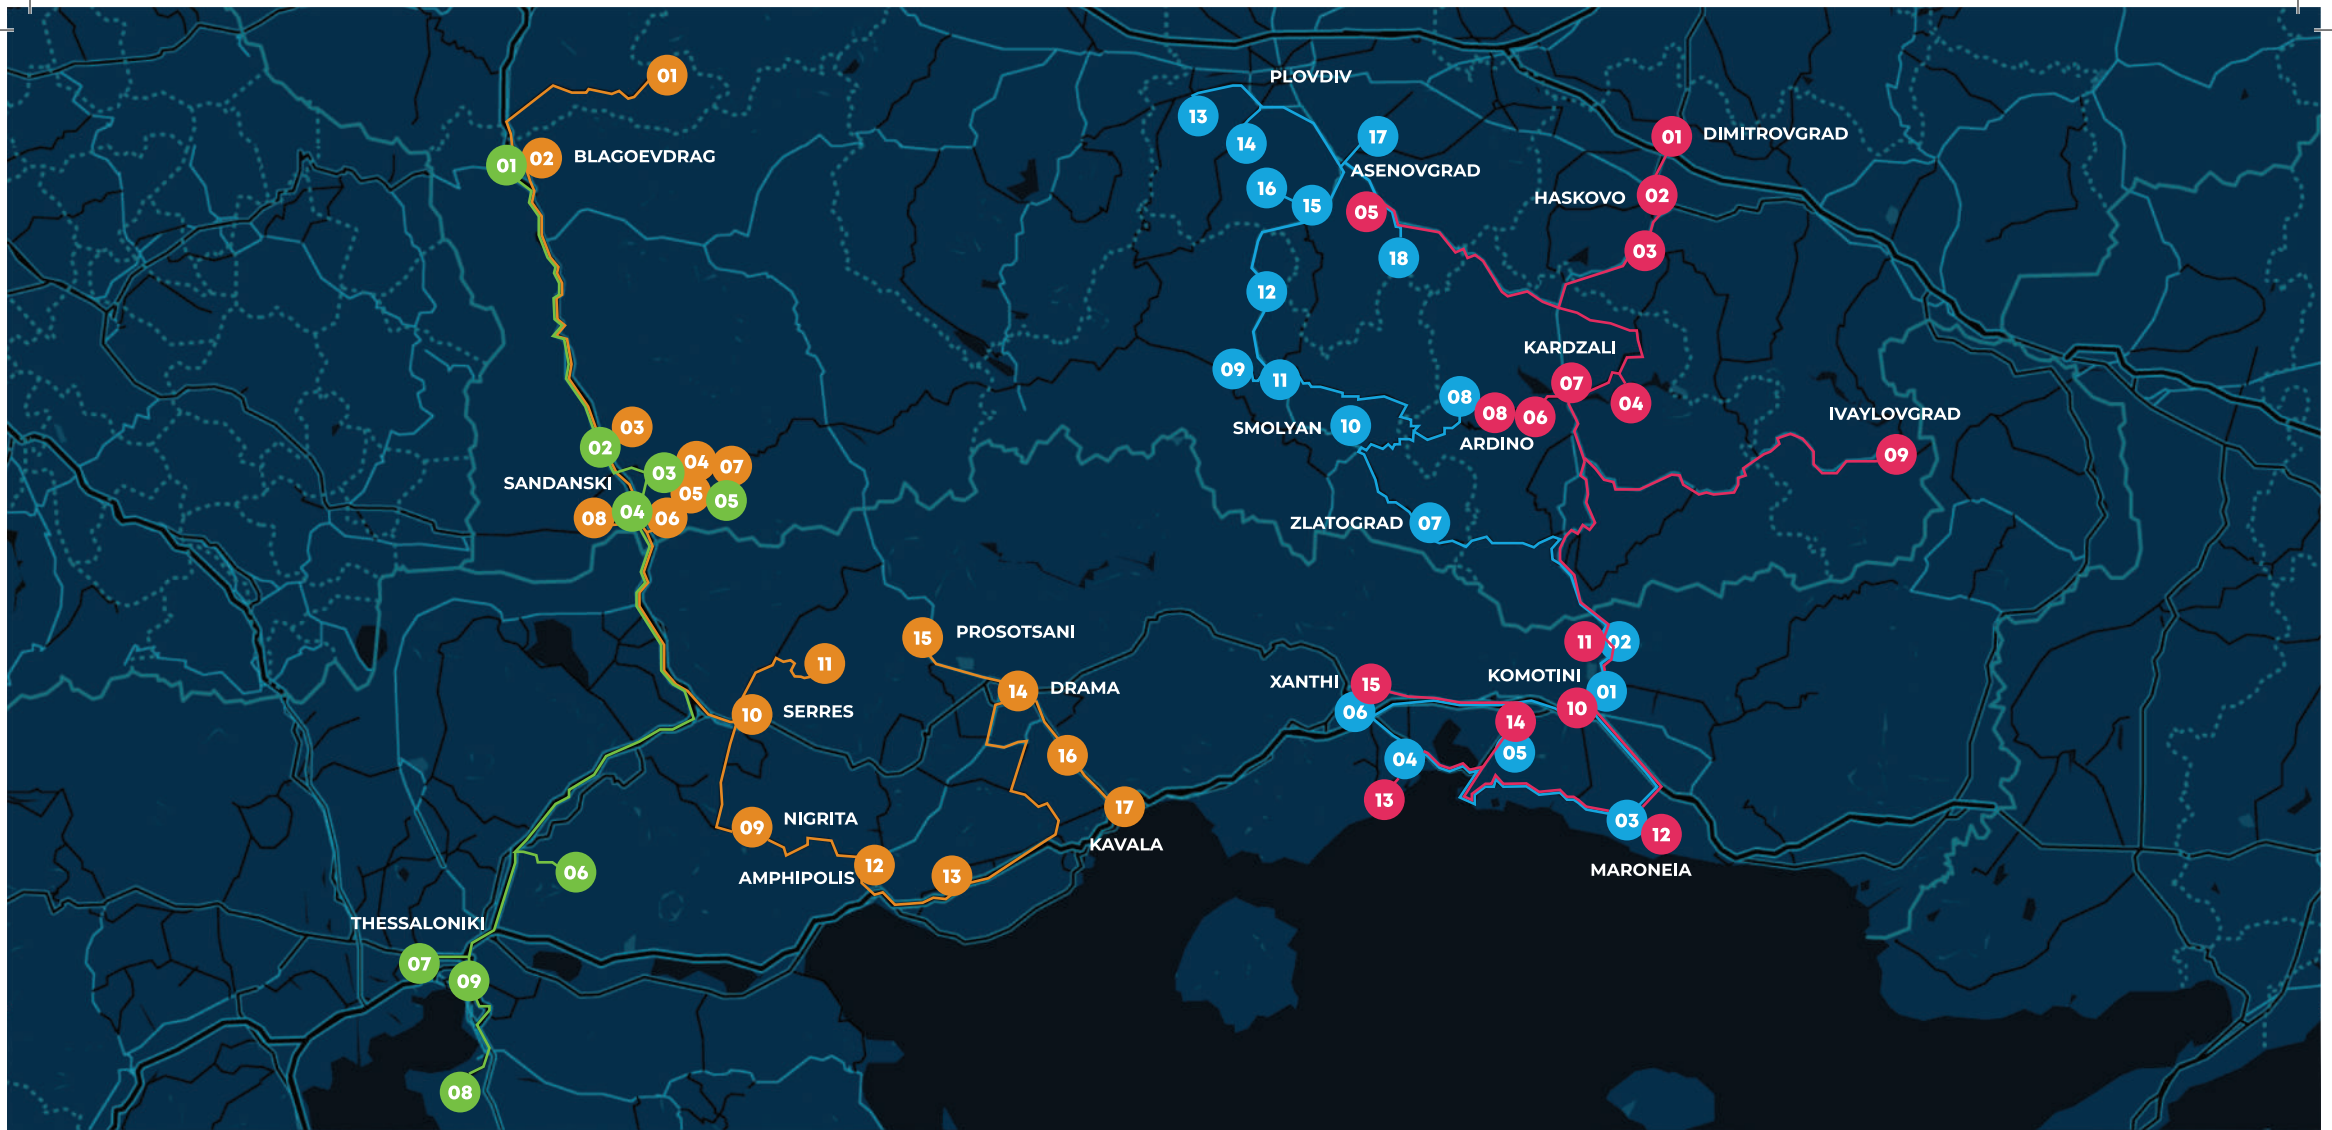 01
PLOVDIV
13
14
17
01
DIMITROVGRAD
01
02
BLAGOEVDRAG
ASENOVGRAD
16
15
05
HASKOVO
02
18
03
12
KARDZALI
09
11
08
08
06
07
04
ARDINO
SMOLYAN
10
IVAYLOVGRAD
09
03
02
SANDANSKI
03
04
07
05
05
08
04
06
ZLATOGRAD
07
15
PROSOTSANI
11
11
02
XANTHI
15
KOMOTINI
01
14
DRAMA
10
SERRES
06
14
10
16
04
05
13
17
KAVALA
03
12
MARONEIA
09
NIGRITA
AMPHIPOLIS
12
13
06
THESSALONIKI
07
09
08